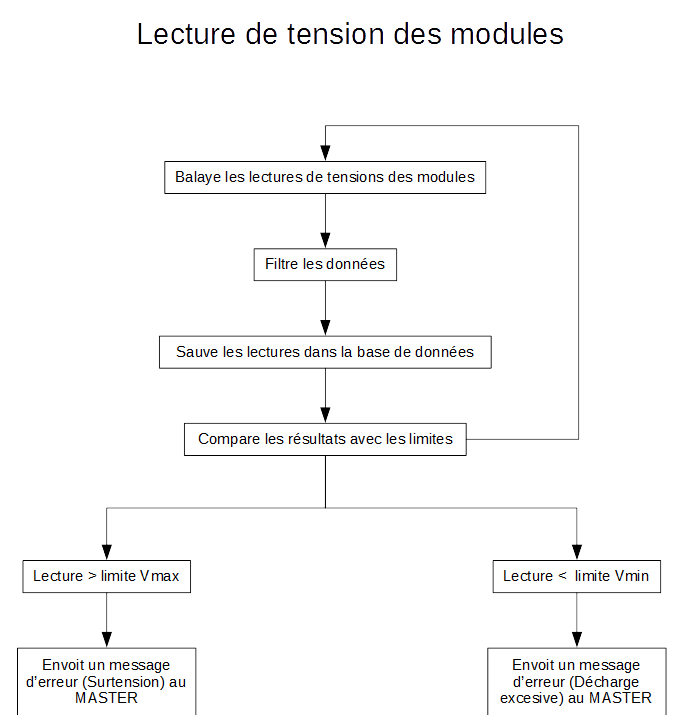 Lecture de tension des modules
Balaye les lectures de tensions des modules
Filtre les données
Sauve les lectures dans la base de données
Compare les résultats avec les limites
Lecture > limite Vmax
Lecture < limite Vmin
Envoit un message
d'erreur (Surtension) au
MASTER
Envoit un message
d'erreur (Décharge
excesive) au MASTER